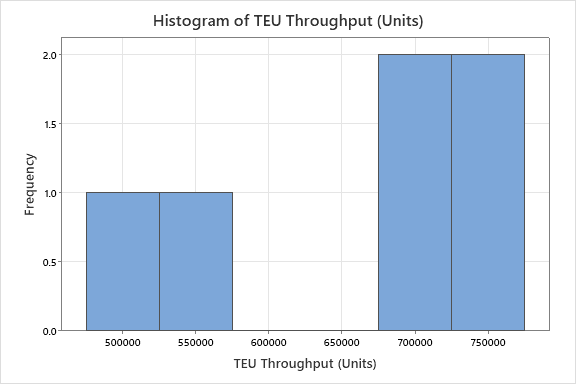 Histogram of TEU Throughput (Units)
2.0
1.5
1.0
0.5
0.0
Frequency
500000 550000 600000 650000 700000 750000
TEU Throughput (Units)